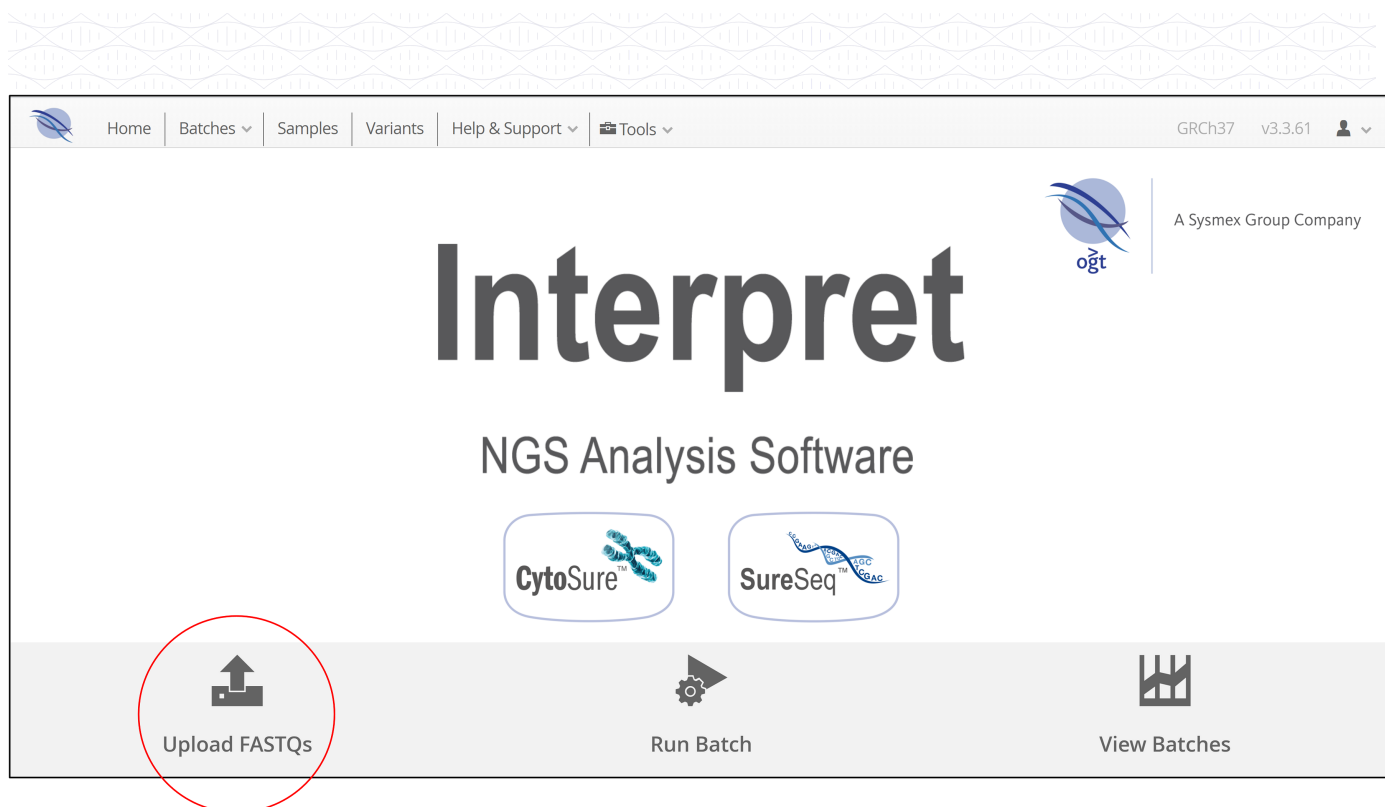 Home Batches Samples Variants Help & Support Tools GRCh37 v3.3.61
A Sysmex Group Company
ogt
Interpret
NGS Analysis Software
CytoSure™
SureSeq™
Upload FASTQs Run Batch View Batches